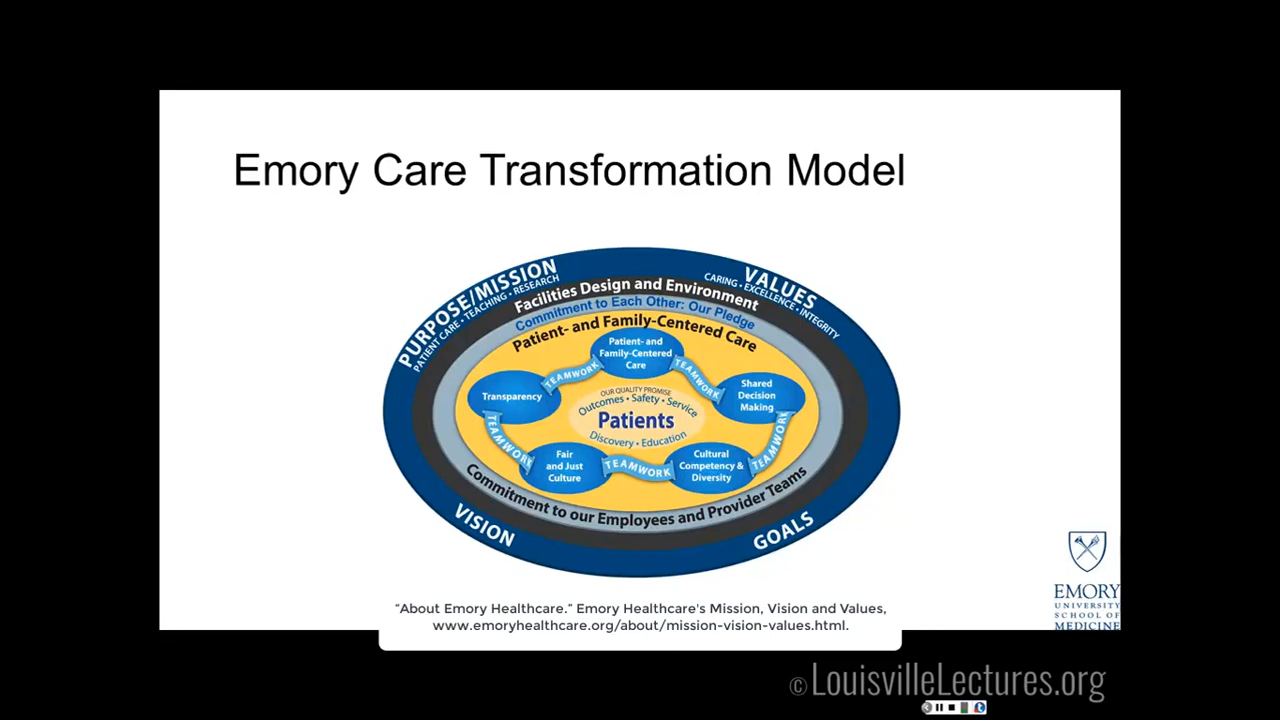 Emory Care Transformation Model
PURPOSE/MISSION
PATIENT CARE • TEACHING • RESEARCH
VALUES
CARING • EXCELLENCE • INTEGRITY
Facilities Design and Environment
Commitment to Each Other: Our Pledge
Patient- and Family-Centered Care
Patient- and
Family-Centered
Care
TEAMWORK
TEAMWORK
Transparency
Shared
Decision
Making
OUR QUALITY PROMISE
Outcomes • Safety • Service
Patients
Discovery • Education
TEAMWORK
TEAMWORK
Fair
and Just
Culture
TEAMWORK
Cultural
Competency &
Diversity
Commitment to our Employees and Provider Teams
VISION
GOALS
EMORY
UNIVERSITY
SCHOOL OF
MEDICINE
"About Emory Healthcare." Emory Healthcare's Mission, Vision and Values,
www.emoryhealthcare.org/about/mission-vision-values.html.
© LouisvilleLectures.org